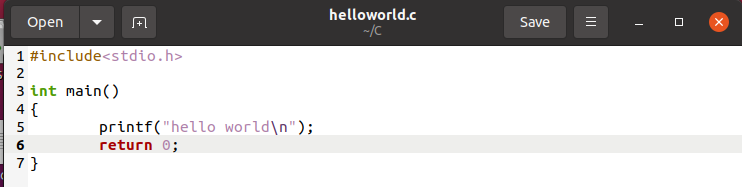 Open
helloworld.c
~/C
Save
1 #include<stdio.h>
2
3 int main()
4 {
5         printf("hello world\n");
6         return 0;
7 }